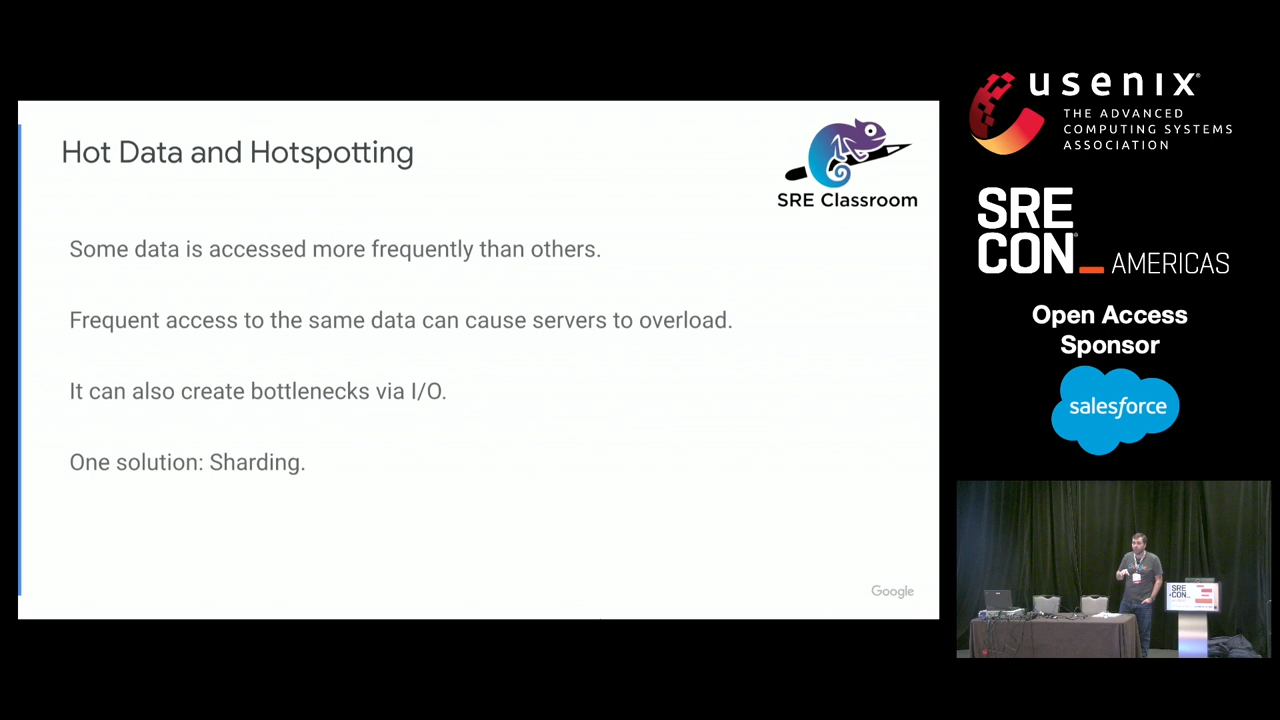 Hot Data and Hotspotting
SRE Classroom
Some data is accessed more frequently than others.
Frequent access to the same data can cause servers to overload.
It can also create bottlenecks via I/O.
One solution: Sharding.
Google
usenix®
THE ADVANCED
COMPUTING SYSTEMS
ASSOCIATION
SRE
CON
AMERICAS
Open Access
Sponsor
salesforce
SRE
CON